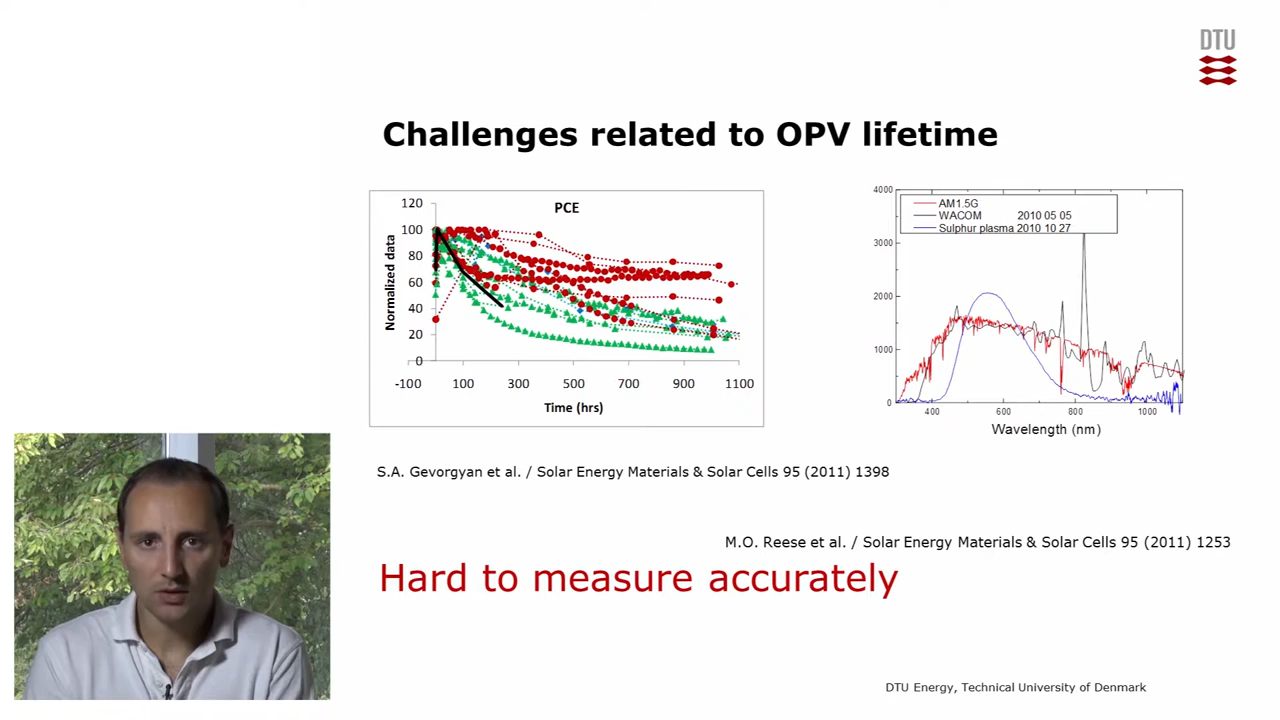 DTU
Challenges related to OPV lifetime
PCE
120
100
80
60
40
20
0
Normalized data
-100 100 300 500 700 900 1100
Time (hrs)
4000
3000
2000
1000
0
AM1.5G
WACOM 2010 05 05
Sulphur plasma 2010 10 27
400 600 800 1000
Wavelength (nm)
S.A. Gevorgyan et al. / Solar Energy Materials & Solar Cells 95 (2011) 1398
M.O. Reese et al. / Solar Energy Materials & Solar Cells 95 (2011) 1253
Hard to measure accurately
DTU Energy, Technical University of Denmark